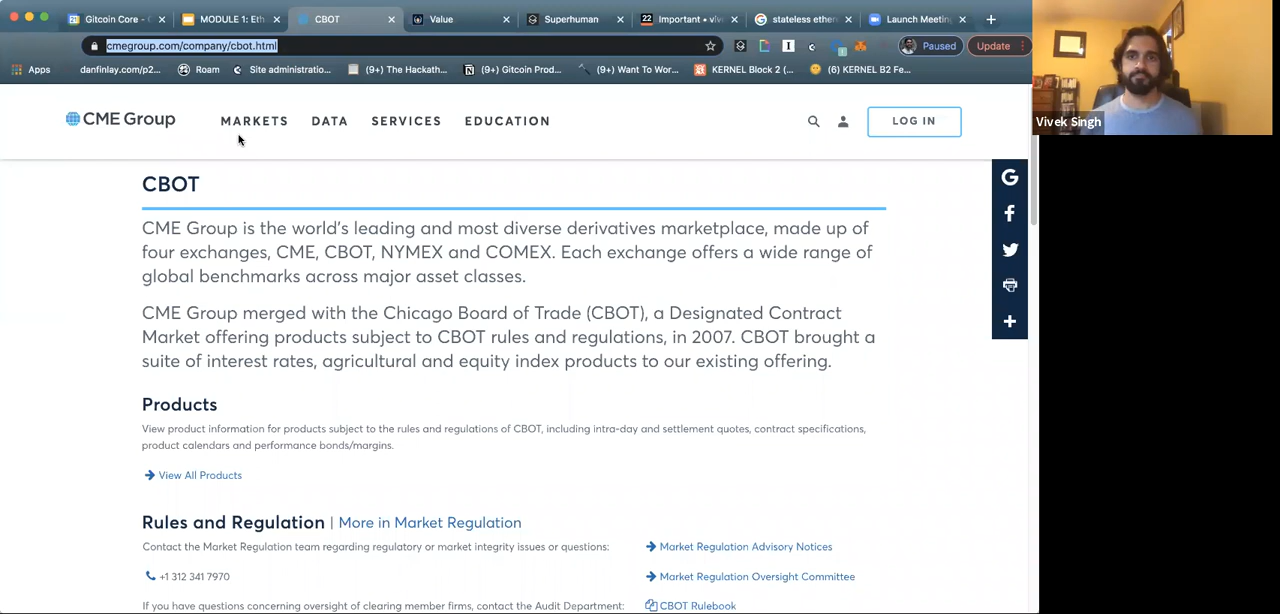 Gitcoin Core - G
MODULE 1: Eth
CBOT
Value
Superhuman
22
Important • viv
stateless ether
Launch Meetin
cmegroup.com/company/cbot.html
Paused
Update
Apps
danfinlay.com/p2...
Roam
Site administratio...
(9+) The Hackath...
(9+) Gitcoin Prod...
(9+) Want To Wor...
KERNEL Block 2 (...
(6) KERNEL B2 Fe...
CME Group
MARKETS
DATA
SERVICES
EDUCATION
LOG IN
Vivek Singh
CBOT
CME Group is the world's leading and most diverse derivatives marketplace, made up of
four exchanges, CME, CBOT, NYMEX and COMEX. Each exchange offers a wide range of
global benchmarks across major asset classes.
CME Group merged with the Chicago Board of Trade (CBOT), a Designated Contract
Market offering products subject to CBOT rules and regulations, in 2007. CBOT brought a
suite of interest rates, agricultural and equity index products to our existing offering.
Products
View product information for products subject to the rules and regulations of CBOT, including intra-day and settlement quotes, contract specifications,
product calendars and performance bonds/margins.
View All Products
Rules and Regulation | More in Market Regulation
Contact the Market Regulation team regarding regulatory or market integrity issues or questions:
+1 312 341 7970
If you have questions concerning oversight of clearing member firms, contact the Audit Department:
Market Regulation Advisory Notices
Market Regulation Oversight Committee
CBOT Rulebook